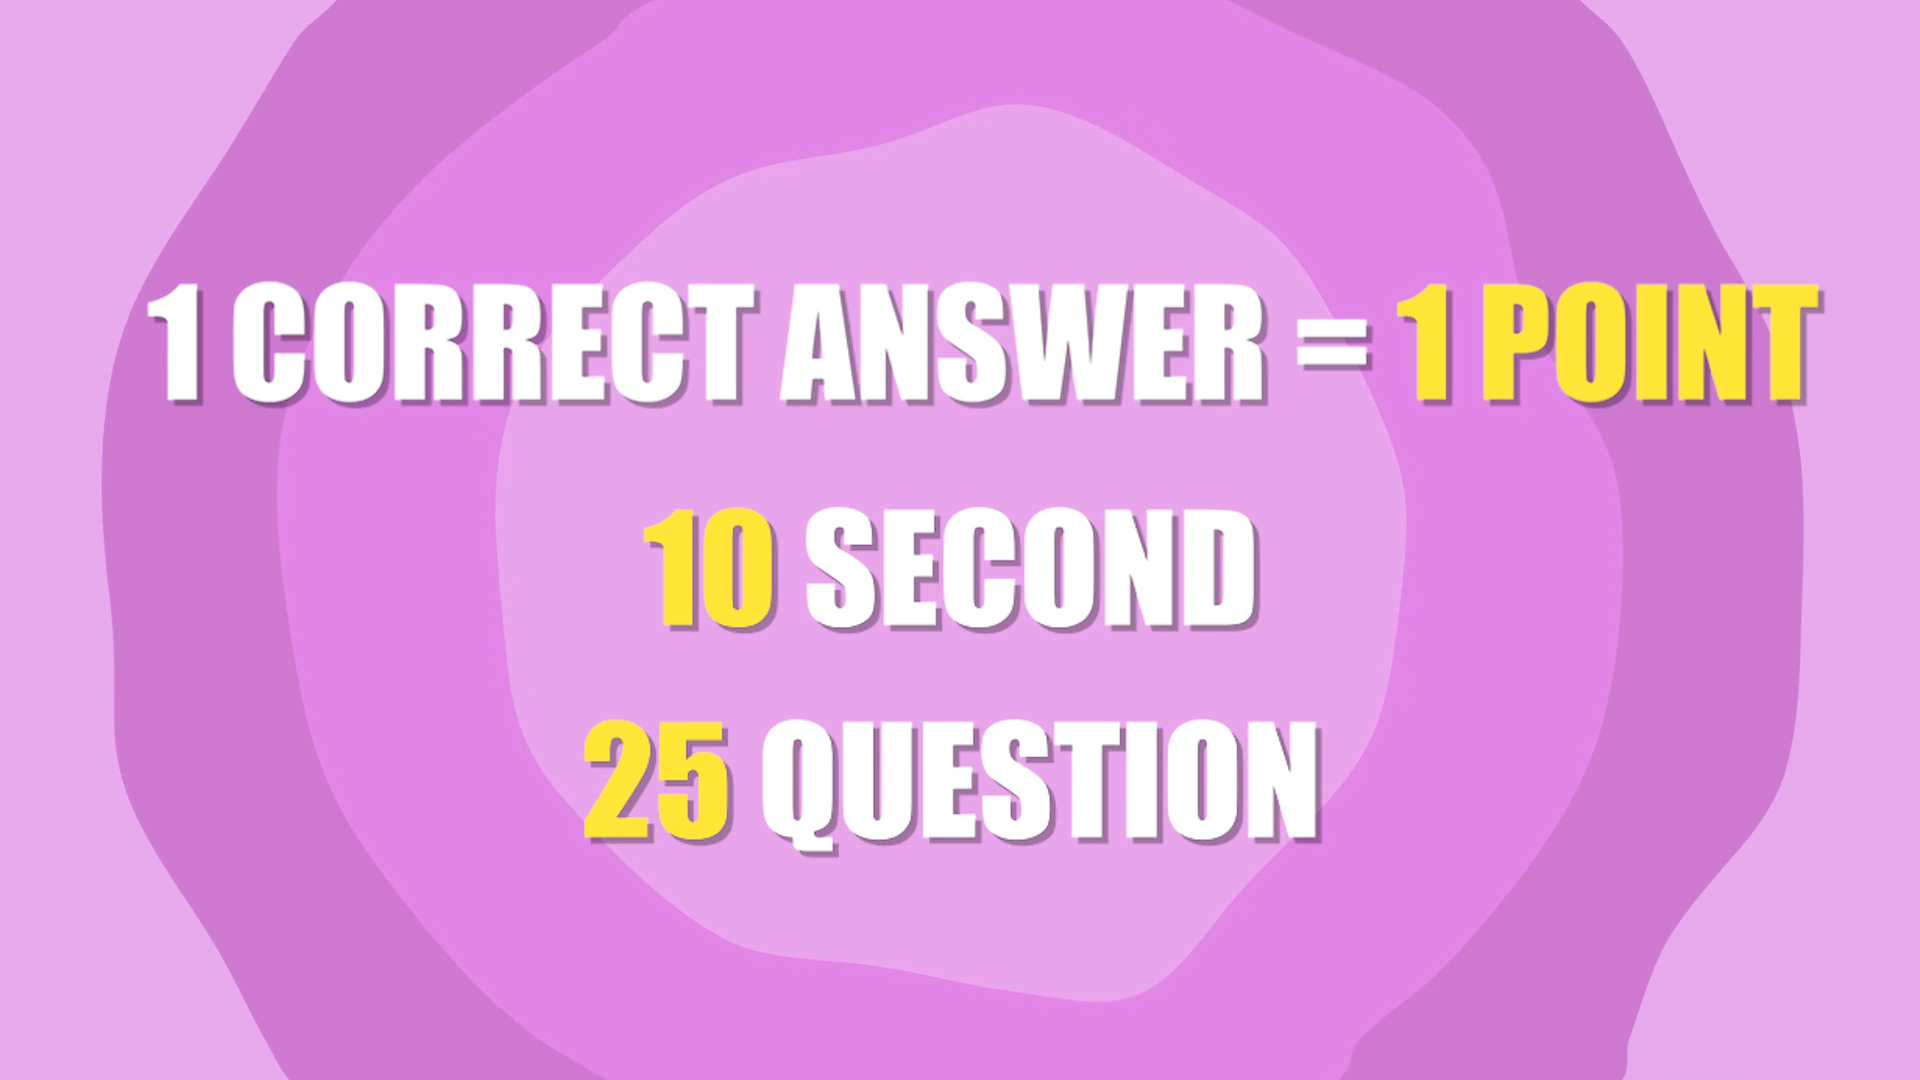 1 CORRECT ANSWER = 1 POINT
10 SECOND
25 QUESTION